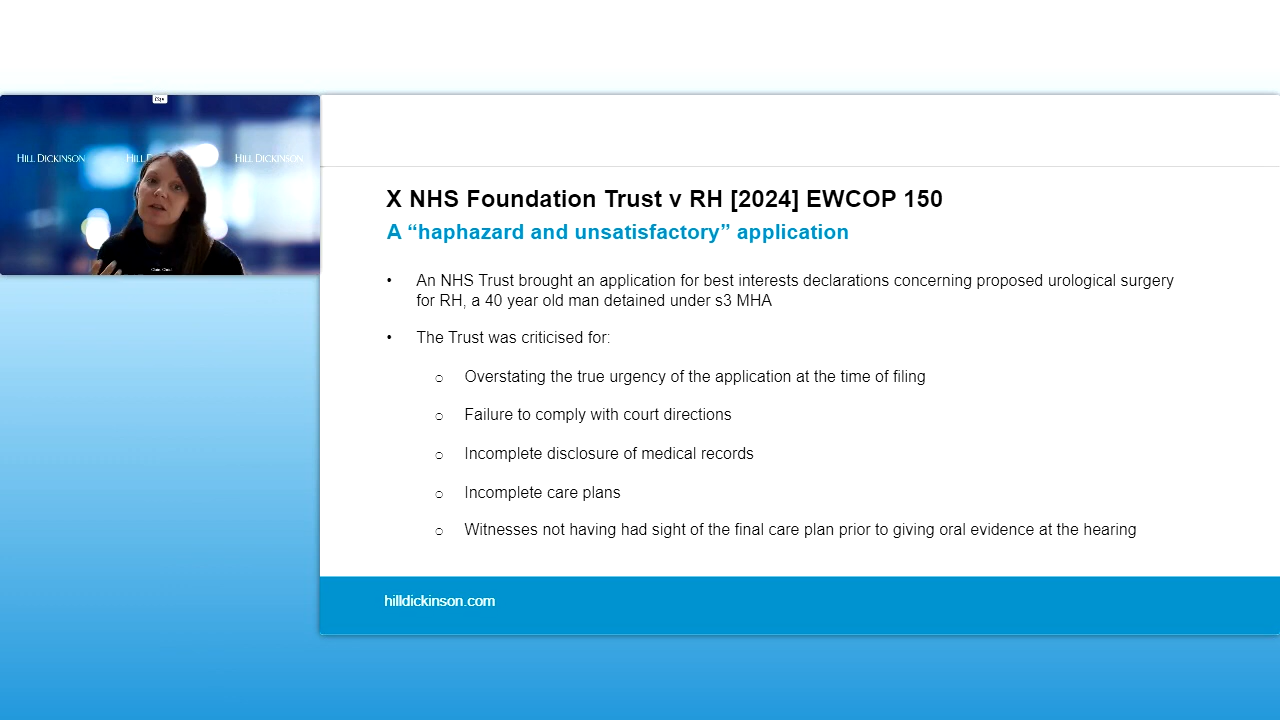 HILL DICKINSON
HILL D
HILL DICKINSON
X NHS Foundation Trust v RH [2024] EWCOP 150
A “haphazard and unsatisfactory” application
• An NHS Trust brought an application for best interests declarations concerning proposed urological surgery
for RH, a 40 year old man detained under s3 MHA
• The Trust was criticised for:
o Overstating the true urgency of the application at the time of filing
o Failure to comply with court directions
o Incomplete disclosure of medical records
o Incomplete care plans
o Witnesses not having had sight of the final care plan prior to giving oral evidence at the hearing
hilldickinson.com